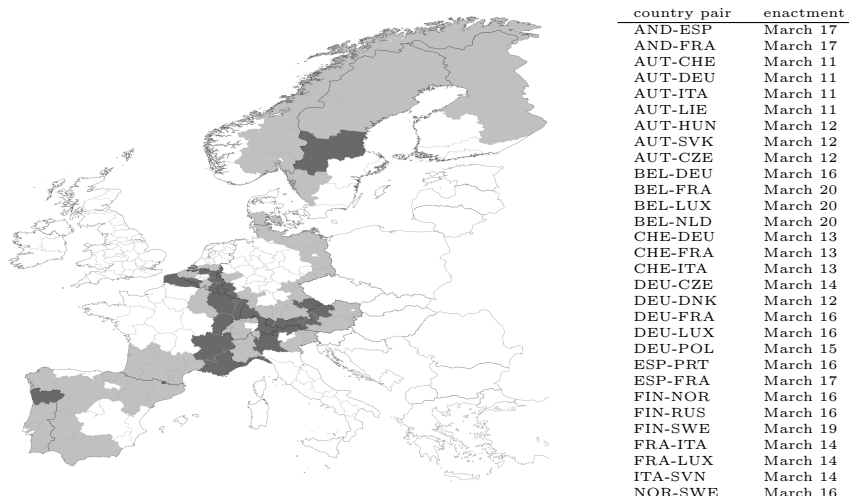 country pair enactment
AND-ESP March 17
AND-FRA March 17
AUT-CHE March 11
AUT-DEU March 11
AUT-ITA March 11
AUT-LIE March 11
AUT-HUN March 12
AUT-SVK March 12
AUT-CZE March 12
BEL-DEU March 16
BEL-FRA March 20
BEL-LUX March 20
BEL-NLD March 20
CHE-DEU March 13
CHE-FRA March 13
CHE-ITA March 13
DEU-CZE March 14
DEU-DNK March 12
DEU-FRA March 16
DEU-LUX March 16
DEU-POL March 15
ESP-PRT March 16
ESP-FRA March 17
FIN-NOR March 16
FIN-RUS March 16
FIN-SWE March 19
FRA-ITA March 14
FRA-LUX March 14
ITA-SVN March 14
NOR-SWE March 16